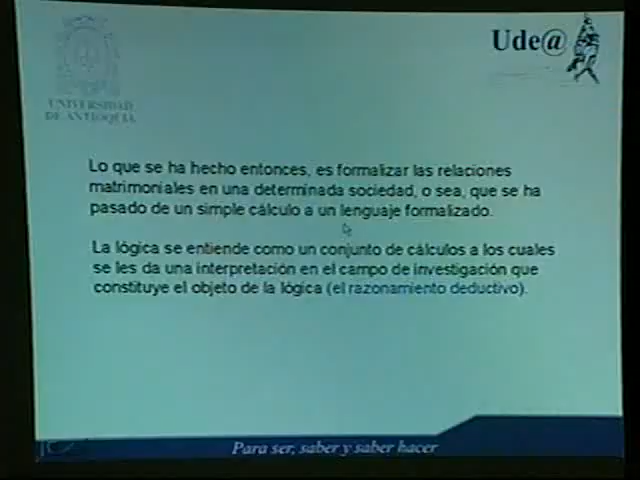 UNIVERSIDAD
DE ANTIOQUIA
Ude@
Lo que se ha hecho entonces, es formalizar las relaciones
matrimoniales en una determinada sociedad, o sea, que se ha
pasado de un simple cálculo a un lenguaje formalizado.
La lógica se entiende como un conjunto de cálculos a los cuales
se les da una interpretación en el campo de investigación que
constituye el objeto de la lógica (el razonamiento deductivo).
Para ser, saber y saber hacer